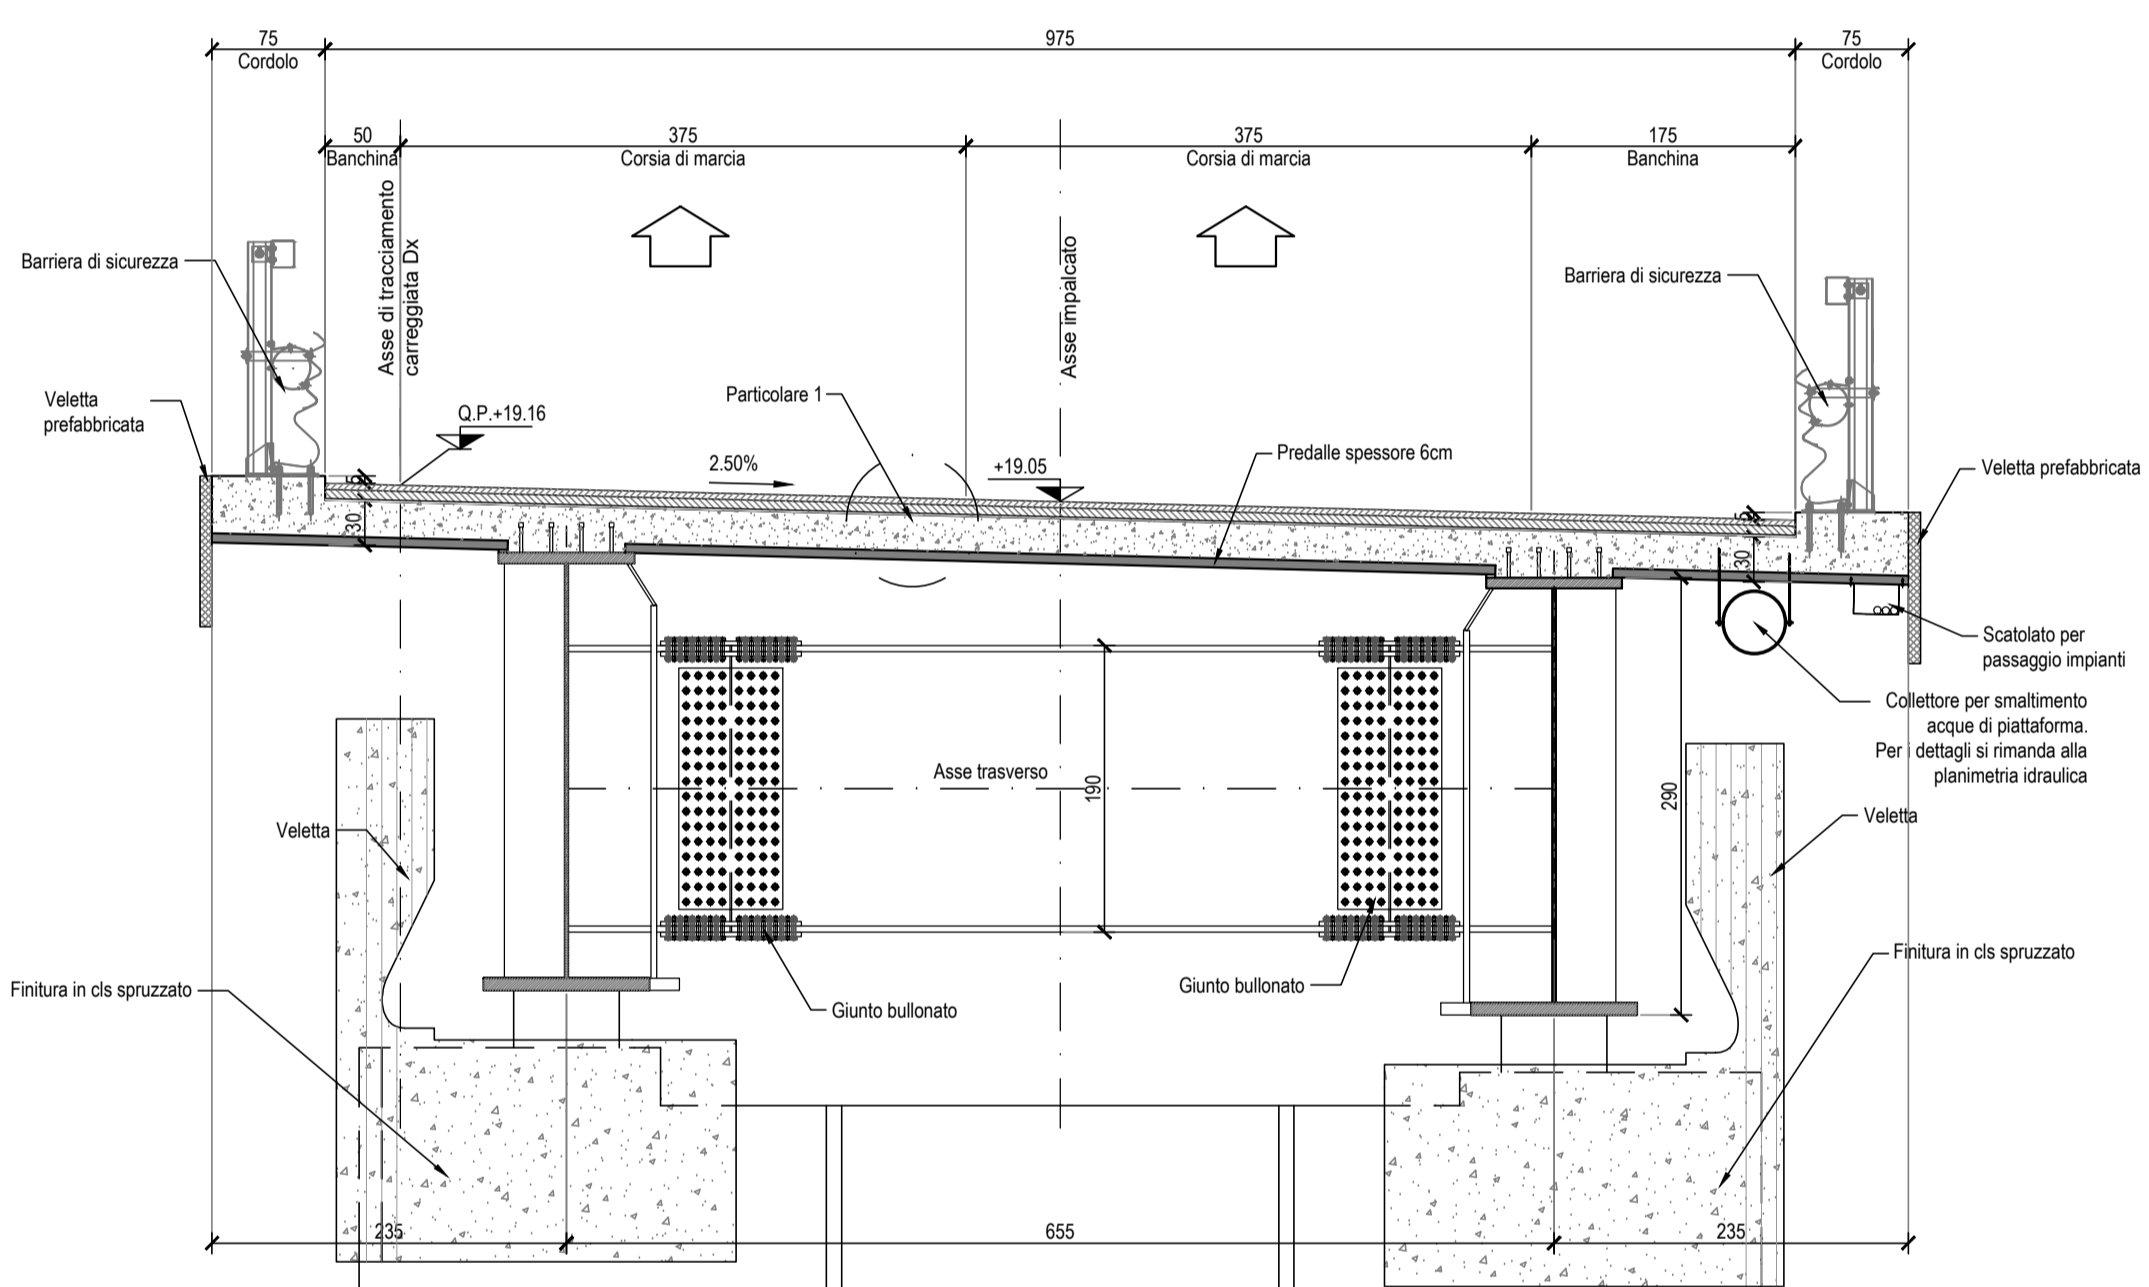 75
975
75
Cordolo
Cordolo
50
375
375
175
Banchina
Corsia di marcia
Corsia di marcia
Banchina
Asse di tracciamento
carreggiata Dx
Asse impalcato
Barriera di sicurezza
Barriera di sicurezza
Veletta
prefabbricata
Particolare 1
Q.P.+19.16
2.50%
+19.05
Predalle spessore 6cm
Veletta prefabbricata
5
30
5
30
Scatolato per
passaggio impianti
Collettore per smaltimento
acque di piattaforma.
Per i dettagli si rimanda alla
planimetria idraulica
Asse trasverso
190
290
Veletta
Veletta
Finitura in cls spruzzato
Finitura in cls spruzzato
Giunto bullonato
Giunto bullonato
235
655
235